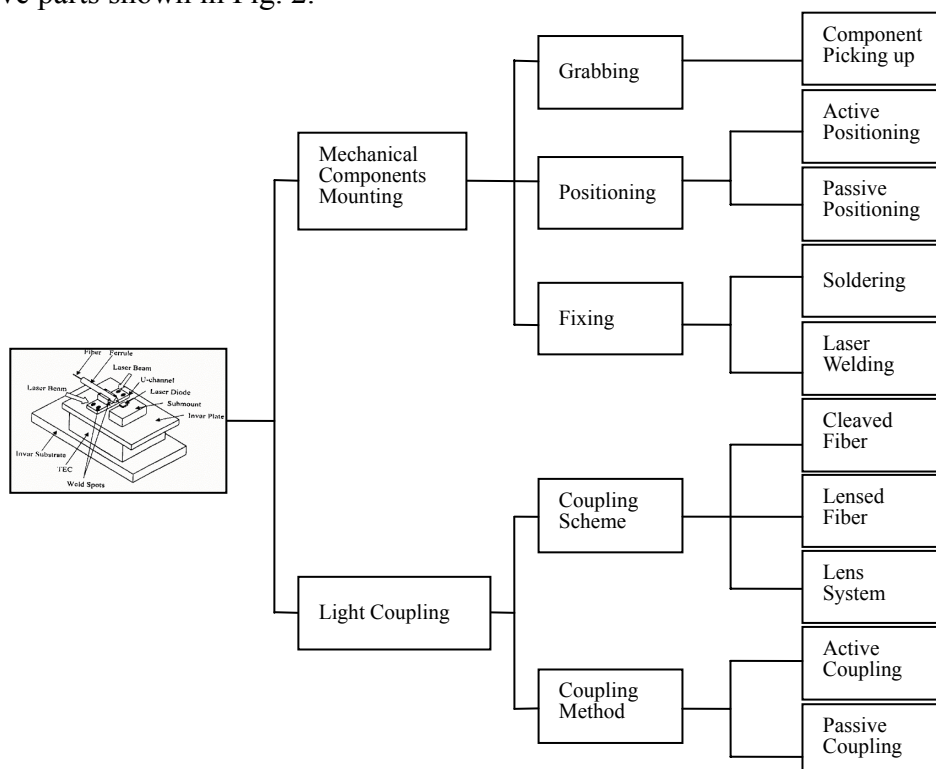 ve parts shown in Fig. 2.
Component
Picking up
Grabbing
Active
Positioning
Mechanical
Components
Mounting
Positioning
Passive
Positioning
Soldering
Fixing
Laser
Welding
Fiber Ferrule
Laser Beam
U-channel
Laser Beam
Laser Diode
Submount
Invar Plate
Invar Substrate
TEC
Weld Spots
Cleaved
Fiber
Coupling
Scheme
Lensed
Fiber
Lens
System
Light Coupling
Active
Coupling
Coupling
Method
Passive
Coupling